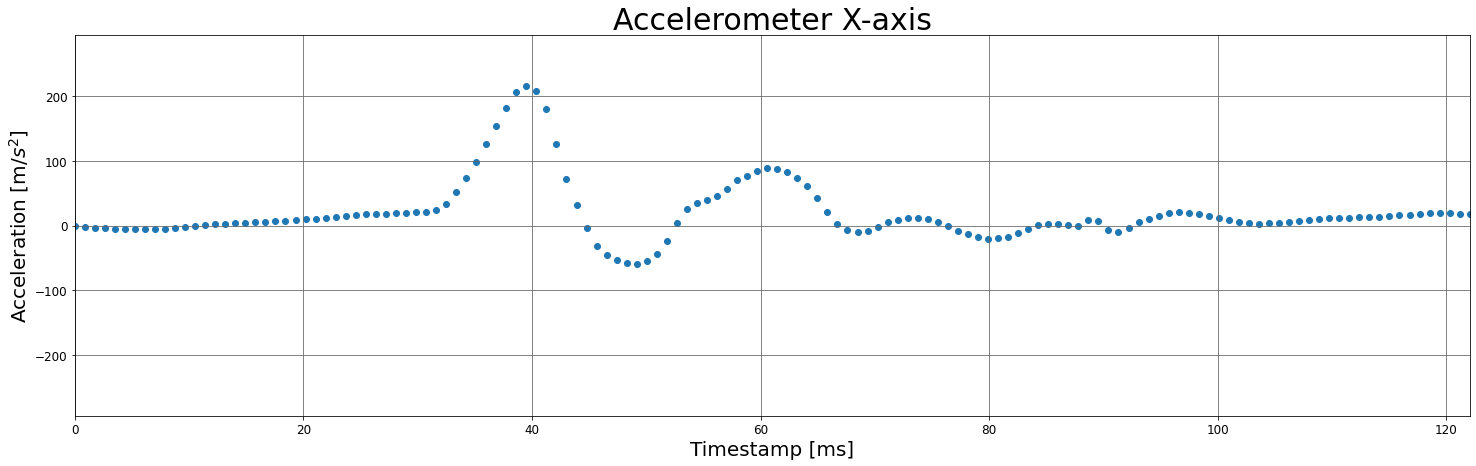 Accelerometer X-axis
Acceleration [m/s²]
200
100
0
−100
−200
0 20 40 60 80 100 120
Timestamp [ms]